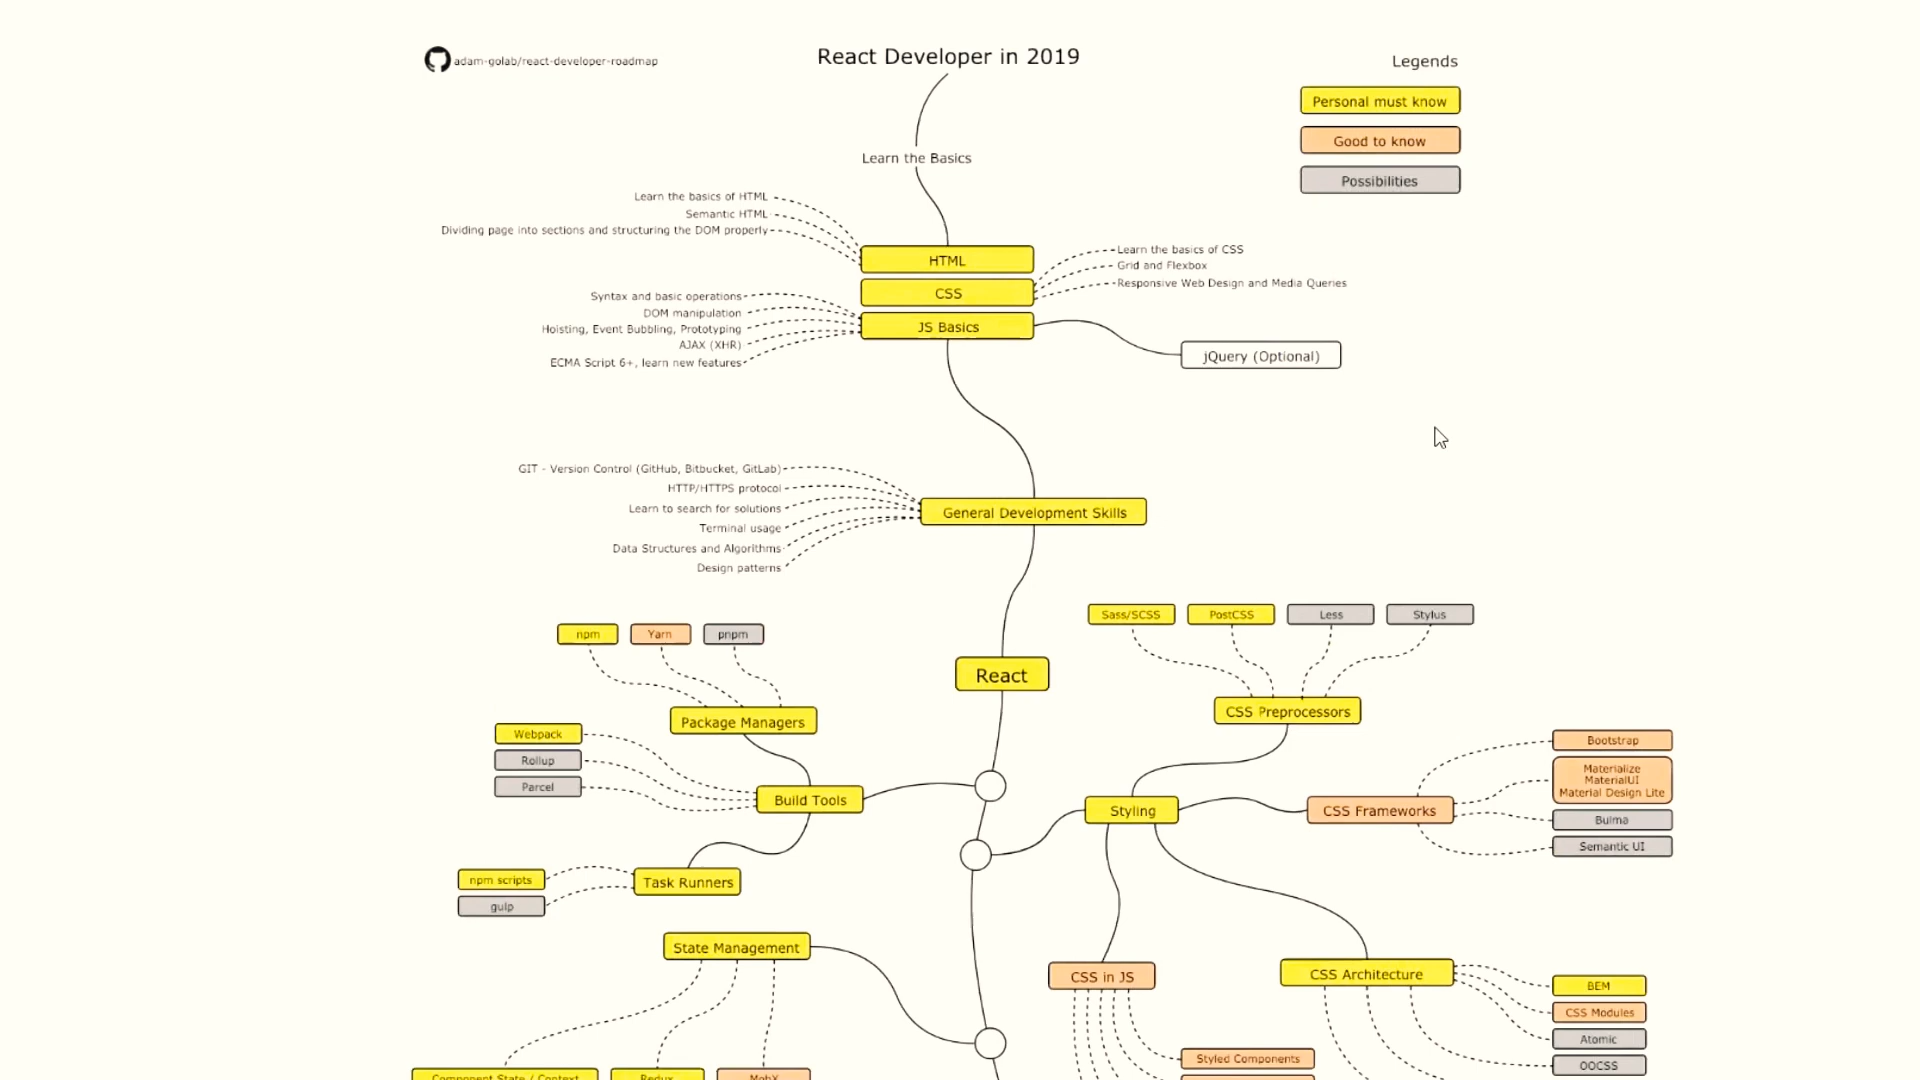 adam-golab/react-developer-roadmap
React Developer in 2019
Legends
Personal must know
Good to know
Possibilities
Learn the Basics
Learn the basics of HTML
Semantic HTML
Dividing page into sections and structuring the DOM properly
HTML
Learn the basics of CSS
Grid and Flexbox
Responsive Web Design and Media Queries
CSS
Syntax and basic operations
DOM manipulation
Hoisting, Event Bubbling, Prototyping
AJAX (XHR)
ECMA Script 6+, learn new features
JS Basics
jQuery (Optional)
GIT - Version Control (GitHub, Bitbucket, GitLab)
HTTP/HTTPS protocol
Learn to search for solutions
Terminal usage
Data Structures and Algorithms
Design patterns
General Development Skills
React
npm
Yarn
pnpm
Package Managers
Webpack
Rollup
Parcel
Build Tools
npm scripts
gulp
Task Runners
Sass/SCSS
PostCSS
Less
Stylus
CSS Preprocessors
Styling
CSS Frameworks
Bootstrap
Materialize
MaterialUI
Material Design Lite
Bulma
Semantic UI
State Management
Component State / Context
Redux
MobX
CSS in JS
Styled Components
CSS Architecture
BEM
CSS Modules
Atomic
OOCSS